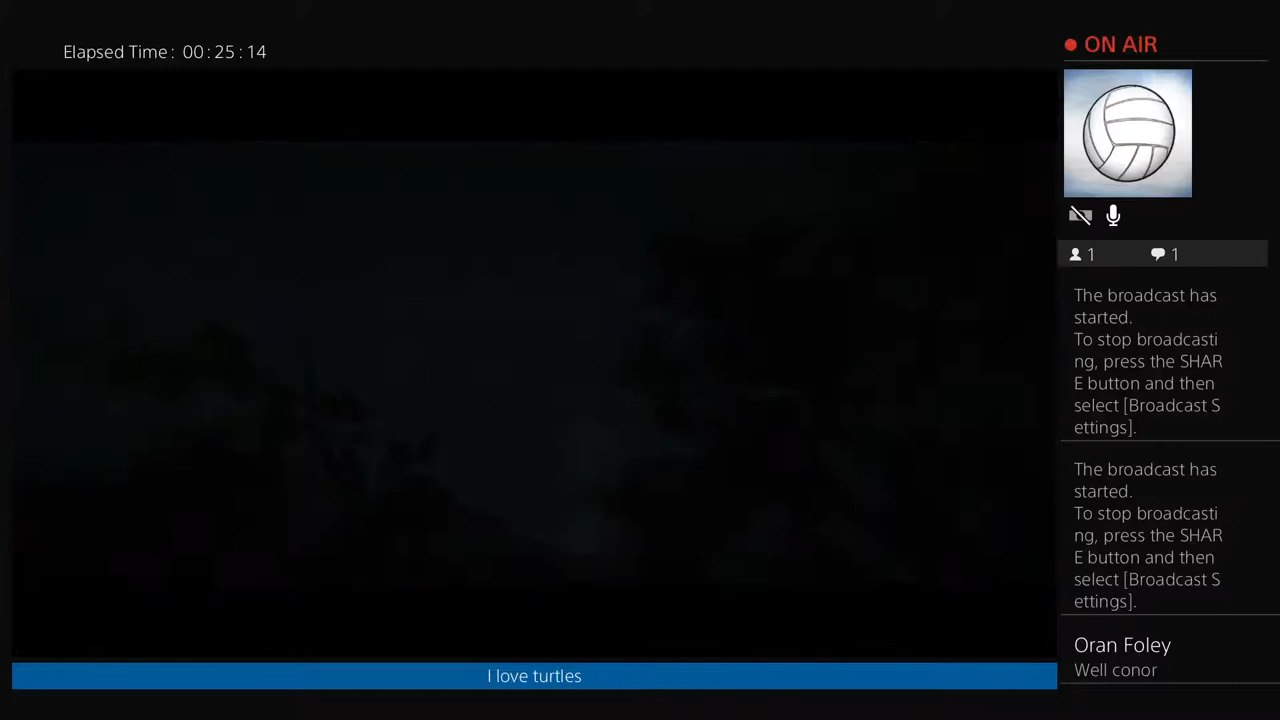 Elapsed Time: 00:25:14
ON AIR
1 1
The broadcast has
started.
To stop broadcasti
ng, press the SHAR
E button and then
select [Broadcast S
ettings].
The broadcast has
started.
To stop broadcasti
ng, press the SHAR
E button and then
select [Broadcast S
ettings].
Oran Foley
Well conor
I love turtles